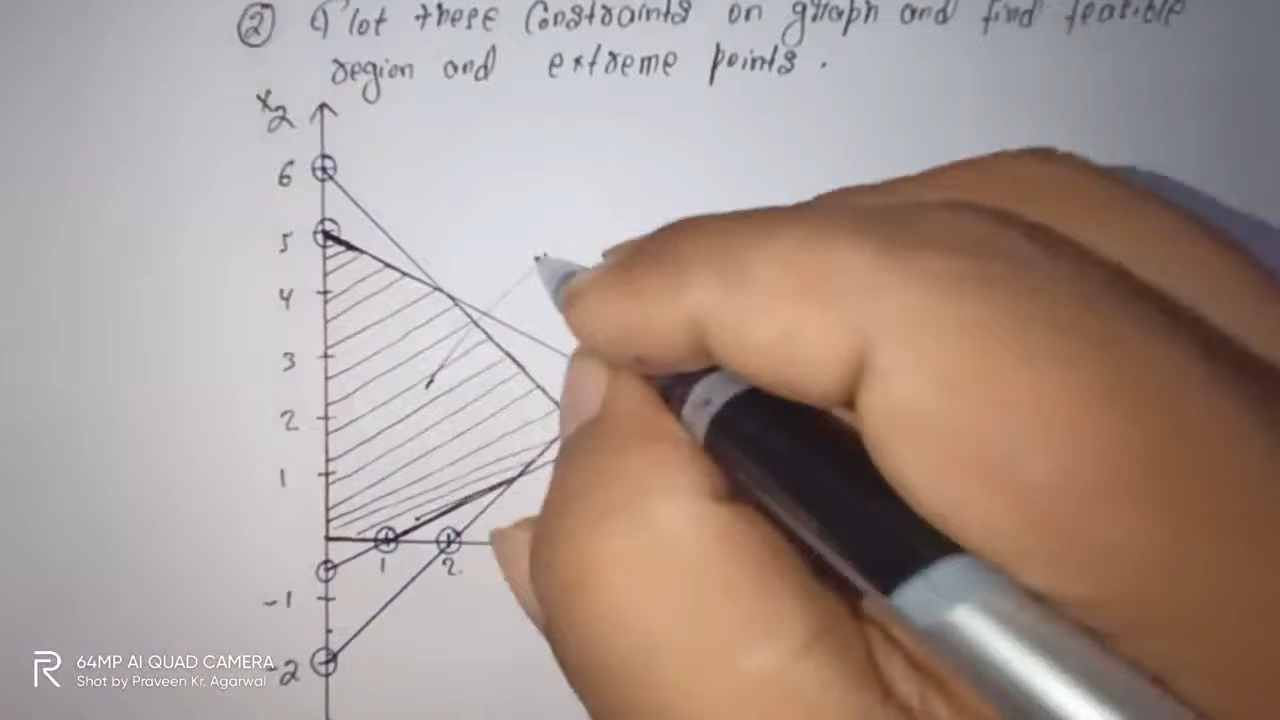 ② Plot these Constraints on graph and find feasible
region and extreme points.
x2
6
5
4
3
2
1
1 2
-1
-2
64MP AI QUAD CAMERA
Shot by Praveen Kr. Agarwal